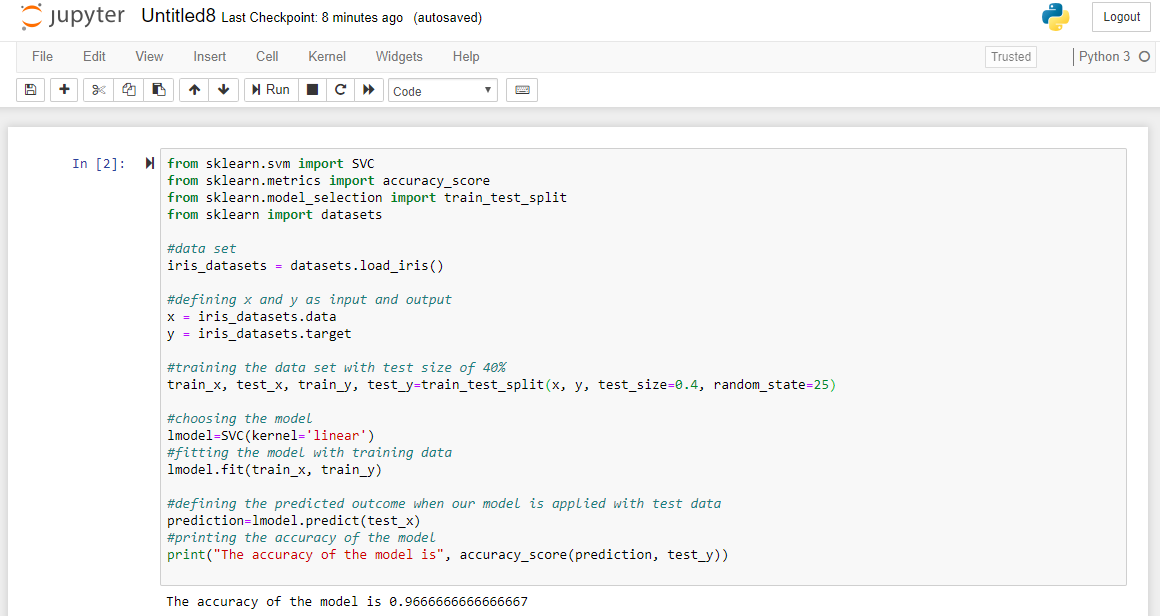 jupyter Untitled8 Last Checkpoint: 8 minutes ago (autosaved) Logout
File Edit View Insert Cell Kernel Widgets Help Trusted Python 3
Run Code
In [2]:
from sklearn.svm import SVC
from sklearn.metrics import accuracy_score
from sklearn.model_selection import train_test_split
from sklearn import datasets
#data set
iris_datasets = datasets.load_iris()
#defining x and y as input and output
x = iris_datasets.data
y = iris_datasets.target
#training the data set with test size of 40%
train_x, test_x, train_y, test_y=train_test_split(x, y, test_size=0.4, random_state=25)
#choosing the model
lmodel=SVC(kernel='linear')
#fitting the model with training data
lmodel.fit(train_x, train_y)
#defining the predicted outcome when our model is applied with test data
prediction=lmodel.predict(test_x)
#printing the accuracy of the model
print("The accuracy of the model is", accuracy_score(prediction, test_y))
The accuracy of the model is 0.9666666666666667